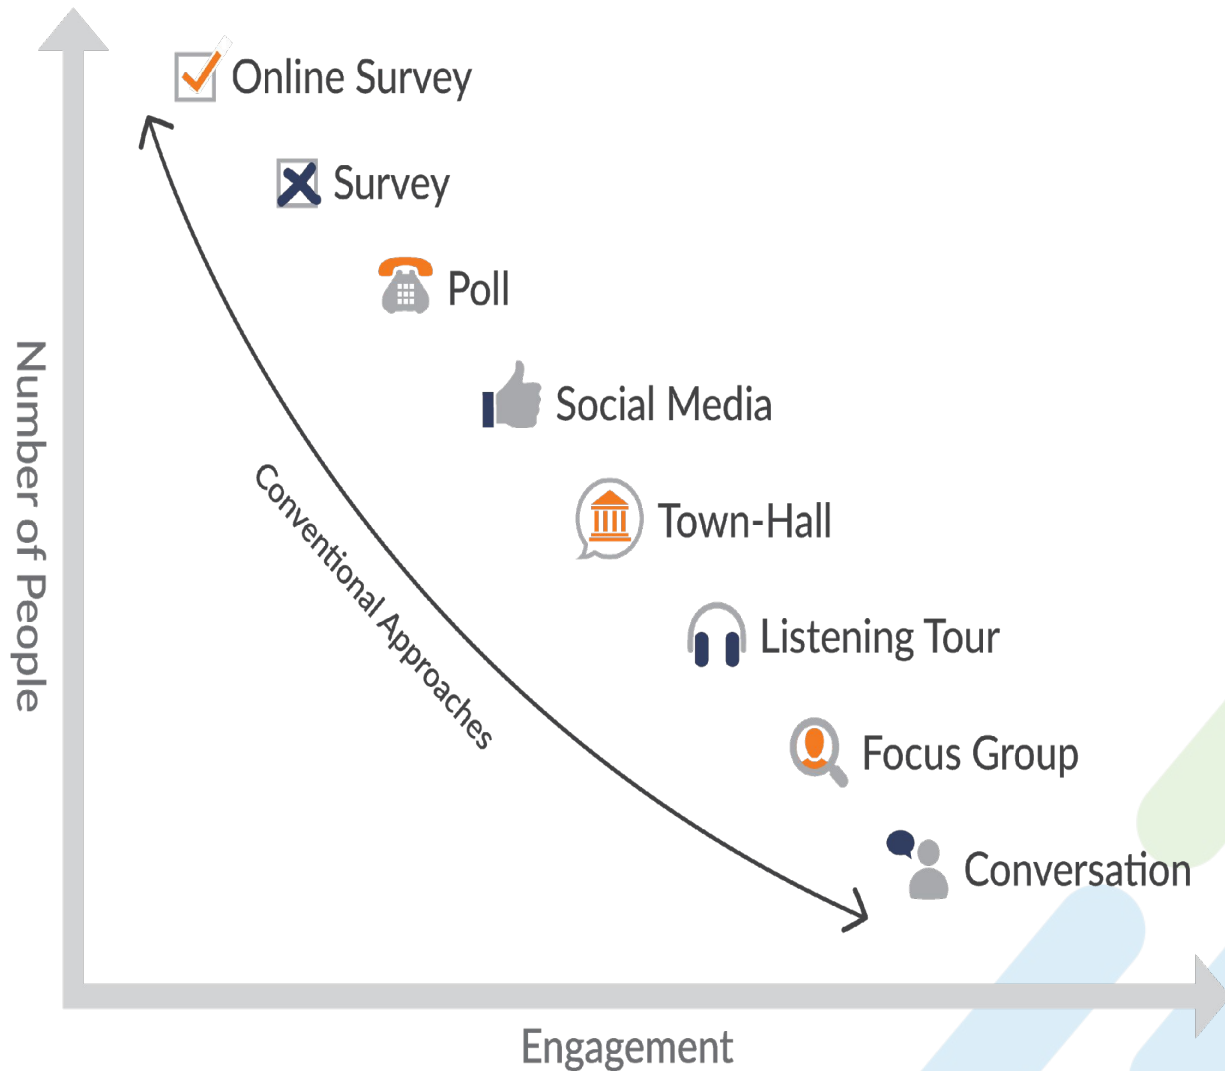 Online Survey
Survey
Poll
Social Media
Town-Hall
Listening Tour
Focus Group
Conversation
Conventional Approaches
Number of People
Engagement